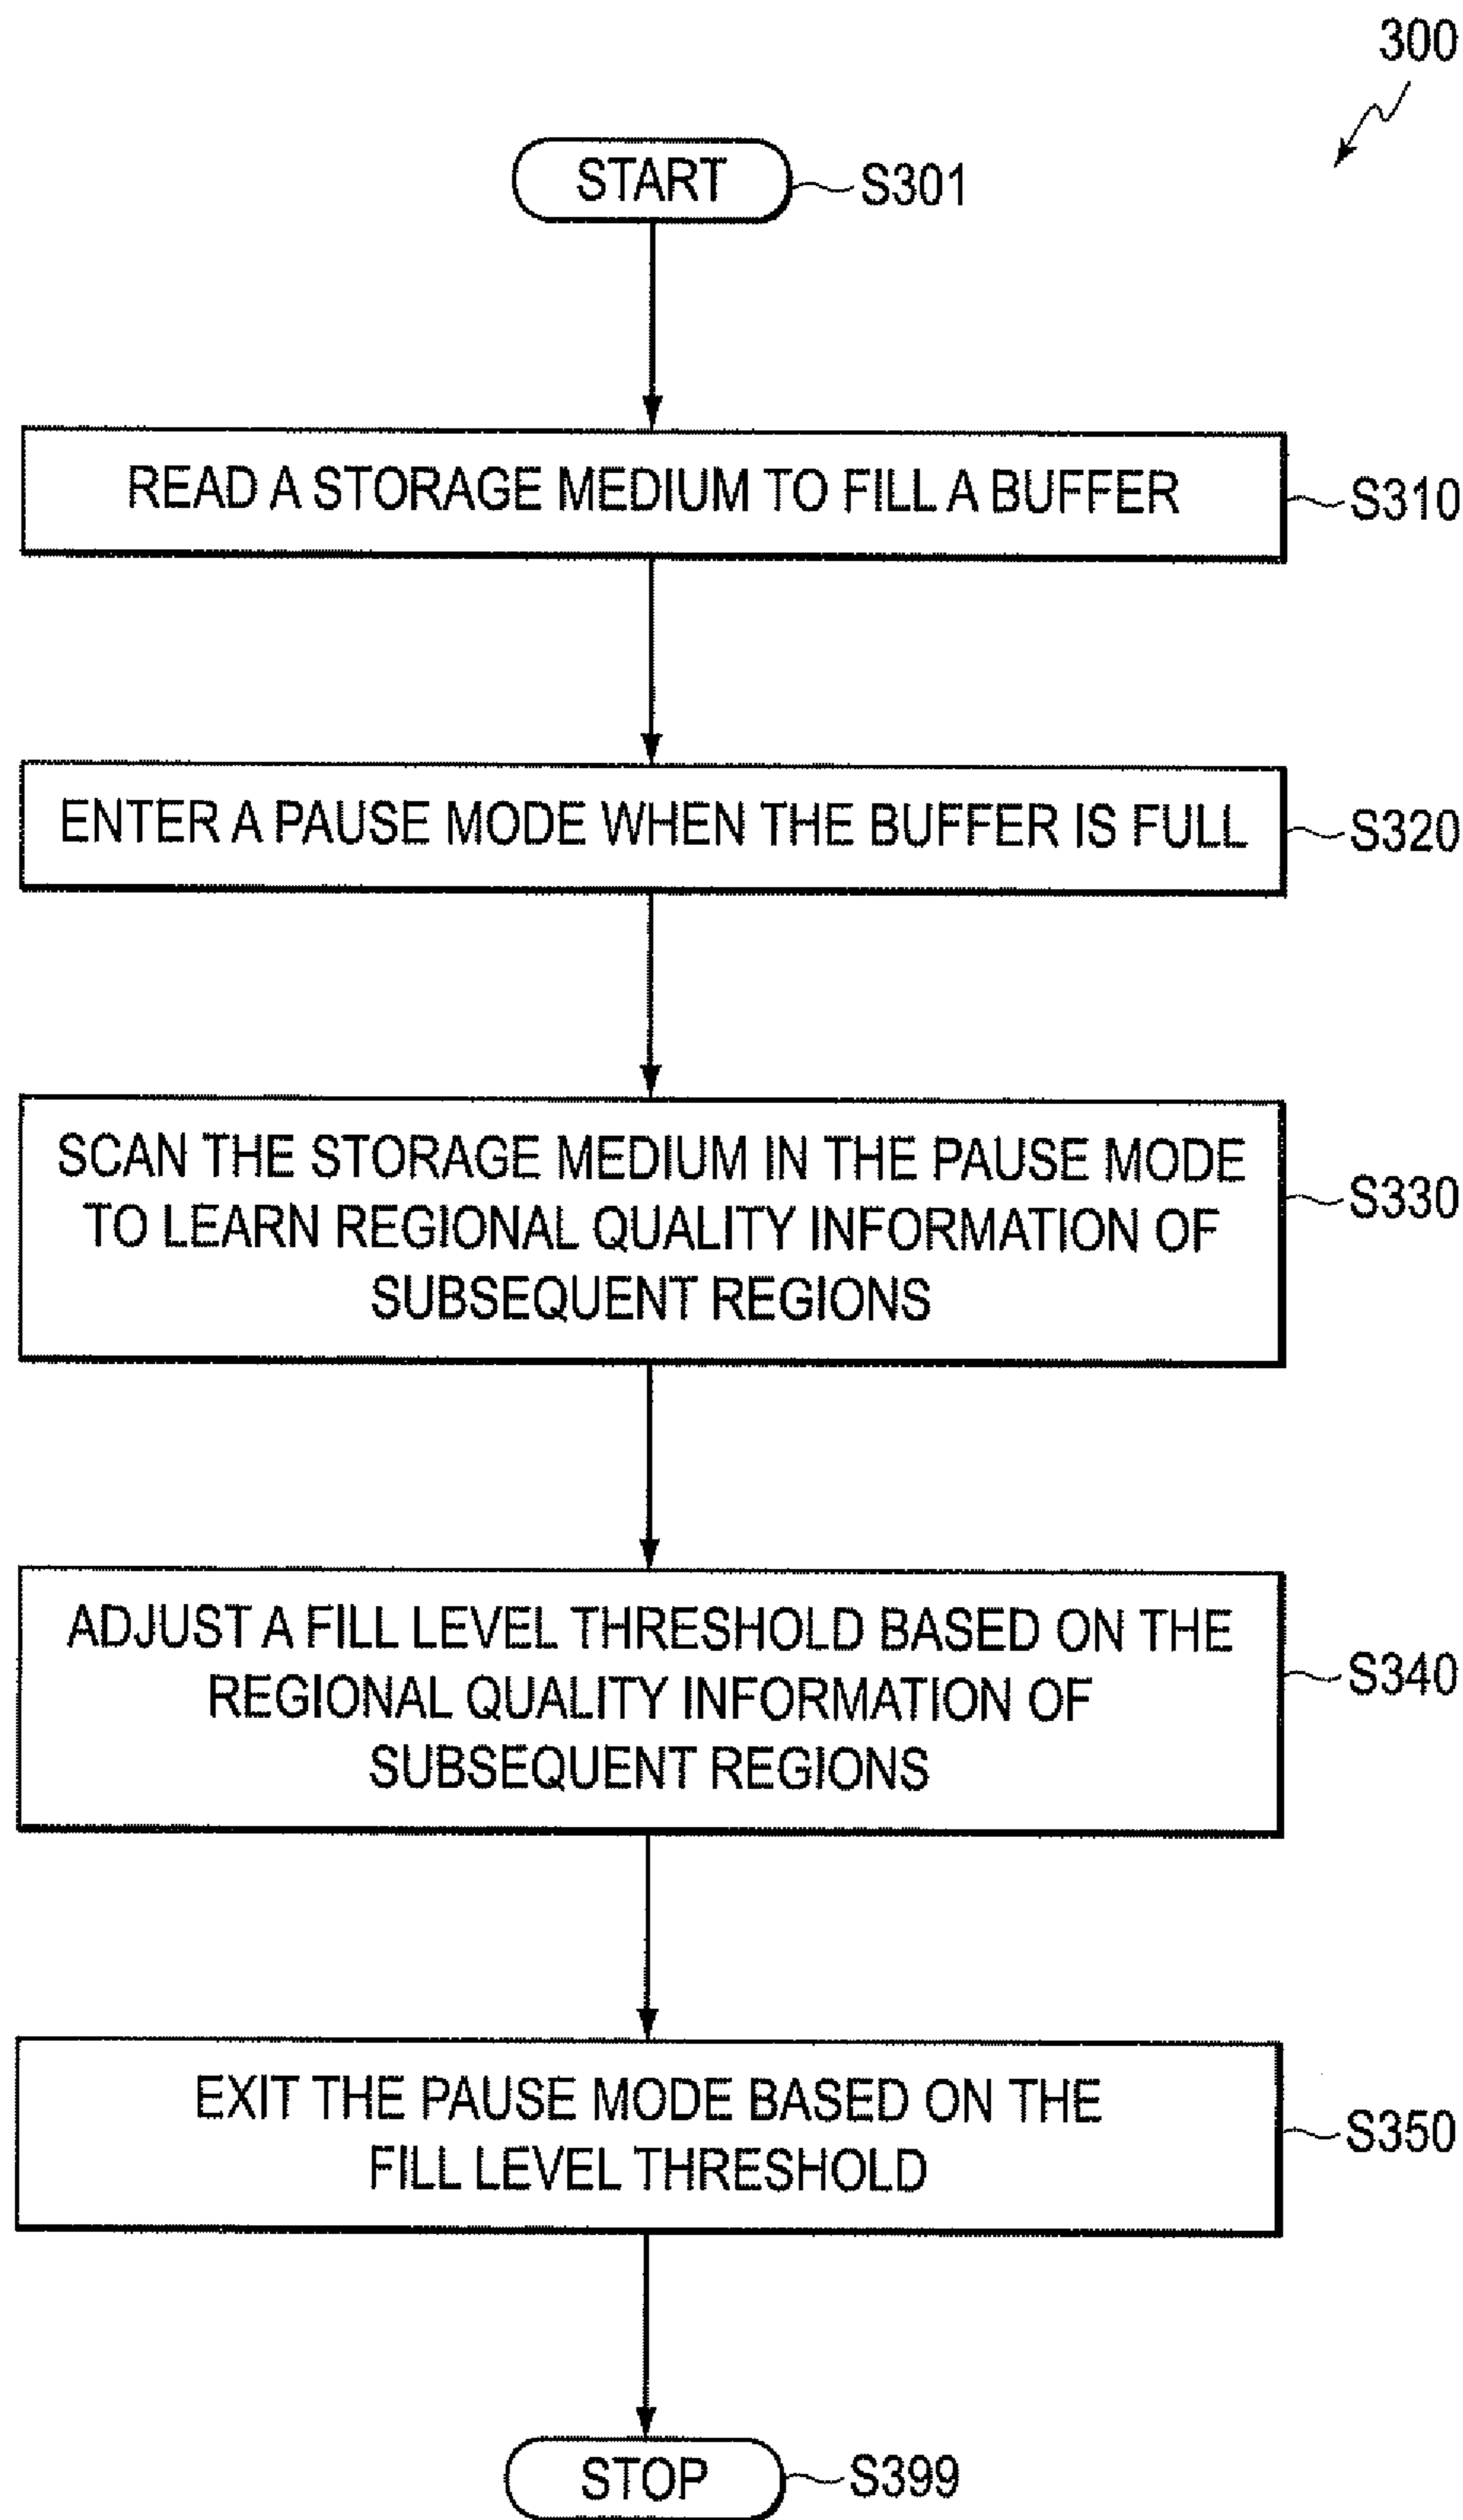 300
START
S301
READ A STORAGE MEDIUM TO FILL A BUFFER
S310
ENTER A PAUSE MODE WHEN THE BUFFER IS FULL
S320
SCAN THE STORAGE MEDIUM IN THE PAUSE MODE
TO LEARN REGIONAL QUALITY INFORMATION OF
SUBSEQUENT REGIONS
S330
ADJUST A FILL LEVEL THRESHOLD BASED ON THE
REGIONAL QUALITY INFORMATION OF
SUBSEQUENT REGIONS
S340
EXIT THE PAUSE MODE BASED ON THE
FILL LEVEL THRESHOLD
S350
STOP
S399